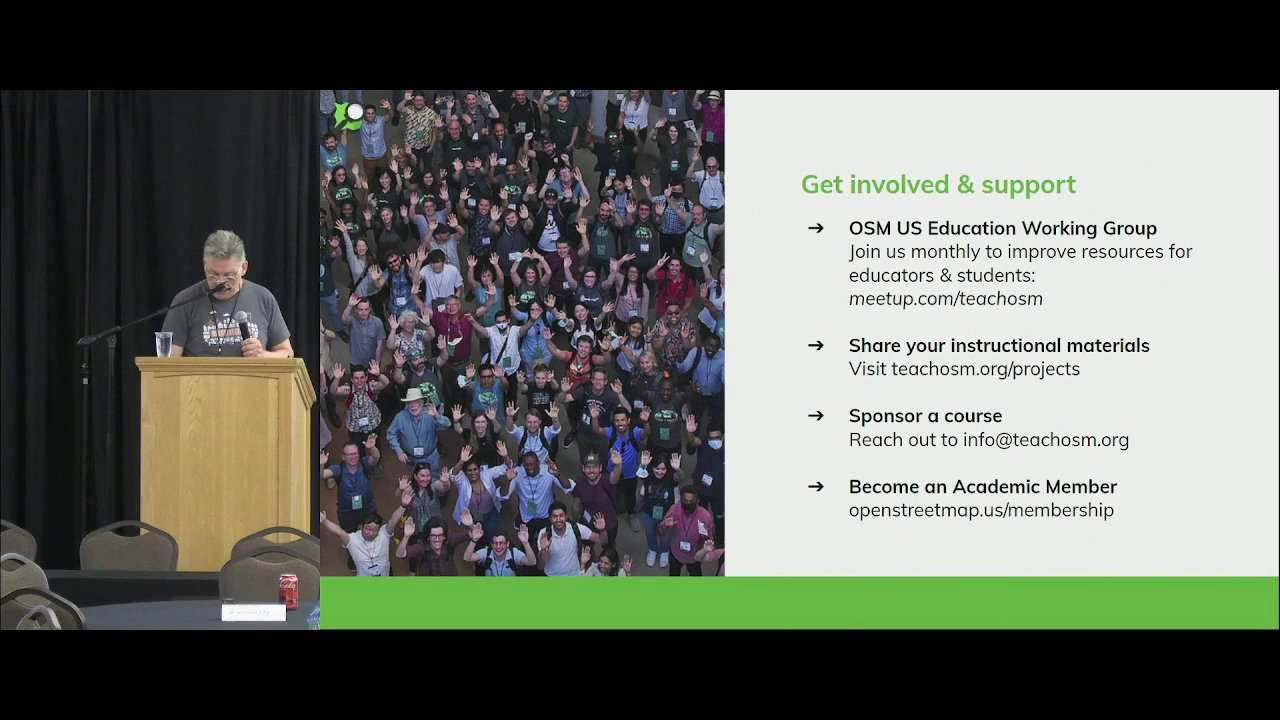 Get involved & support
➔ OSM US Education Working Group
Join us monthly to improve resources for
educators & students:
meetup.com/teachosm
➔ Share your instructional materials
Visit teachosm.org/projects
➔ Sponsor a course
Reach out to info@teachosm.org
➔ Become an Academic Member
openstreetmap.us/membership